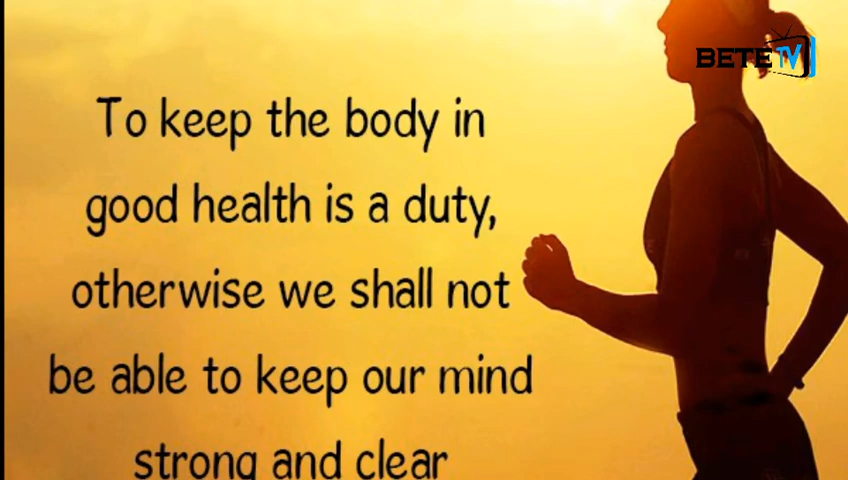 BETE TV
To keep the body in
good health is a duty,
otherwise we shall not
be able to keep our mind
strong and clear